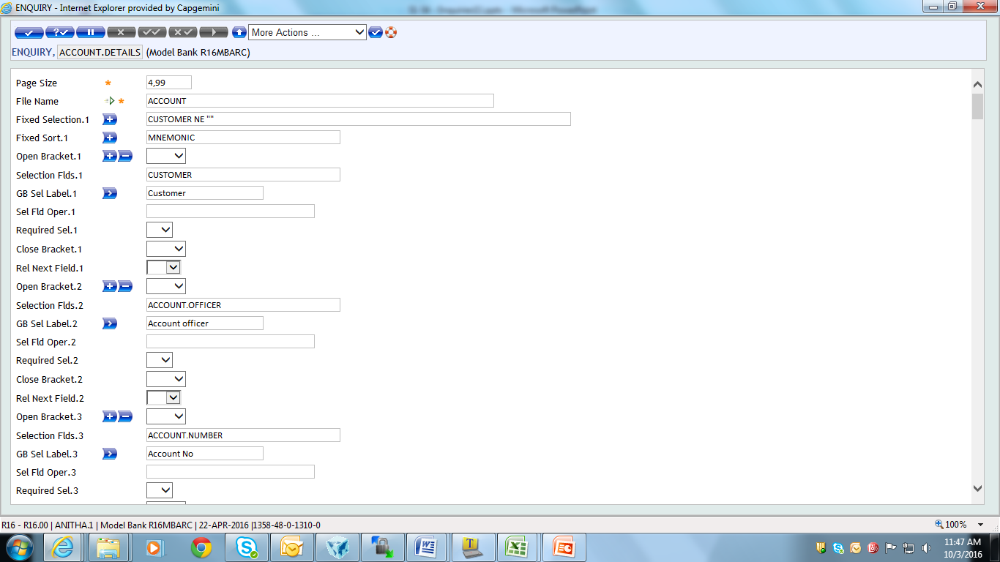 ENQUIRY - Internet Explorer provided by Capgemini
More Actions ...
ENQUIRY, ACCOUNT.DETAILS (Model Bank R16MBARC)
Page Size * 4,99
File Name * ACCOUNT
Fixed Selection.1 CUSTOMER NE ""
Fixed Sort.1 MNEMONIC
Open Bracket.1
Selection Flds.1 CUSTOMER
GB Sel Label.1 Customer
Sel Fld Oper.1
Required Sel.1
Close Bracket.1
Rel Next Field.1
Open Bracket.2
Selection Flds.2 ACCOUNT.OFFICER
GB Sel Label.2 Account officer
Sel Fld Oper.2
Required Sel.2
Close Bracket.2
Rel Next Field.2
Open Bracket.3
Selection Flds.3 ACCOUNT.NUMBER
GB Sel Label.3 Account No
Sel Fld Oper.3
Required Sel.3
R16 - R16.00 | ANITHA.1 | Model Bank R16MBARC | 22-APR-2016 |1358-48-0-1310-0
100%
11:47 AM
10/3/2016